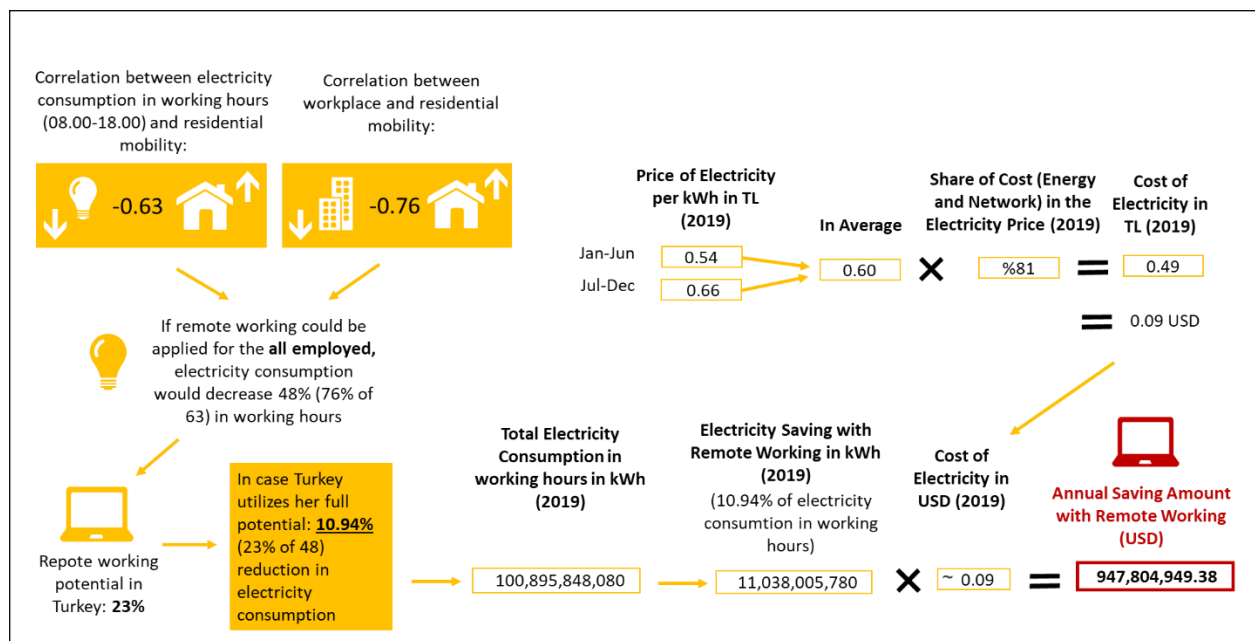 Correlation between electricity
consumption in working hours
(08.00-18.00) and residential
mobility:
-0.63
Correlation between
workplace and residential
mobility:
-0.76
If remote working could be
applied for the all employed,
electricity consumption
would decrease 48% (76% of
63) in working hours
Repote working
potential in
Turkey: 23%
In case Turkey
utilizes her full
potential: 10.94%
(23% of 48)
reduction in
electricity
consumption
Price of Electricity
per kWh in TL
(2019)
Jan-Jun
0.54
Jul-Dec
0.66
In Average
0.60
Share of Cost (Energy
and Network) in the
Electricity Price (2019)
%81
=
Cost of
Electricity in
TL (2019)
0.49
= 0.09 USD
Total Electricity
Consumption in
working hours in kWh
(2019)
100,895,848,080
Electricity Saving with
Remote Working in kWh
(2019)
(10.94% of electricity
consumtion in working
hours)
11,038,005,780
×
Cost of
Electricity in
USD (2019)
~ 0.09
=
Annual Saving Amount
with Remote Working
(USD)
947,804,949.38